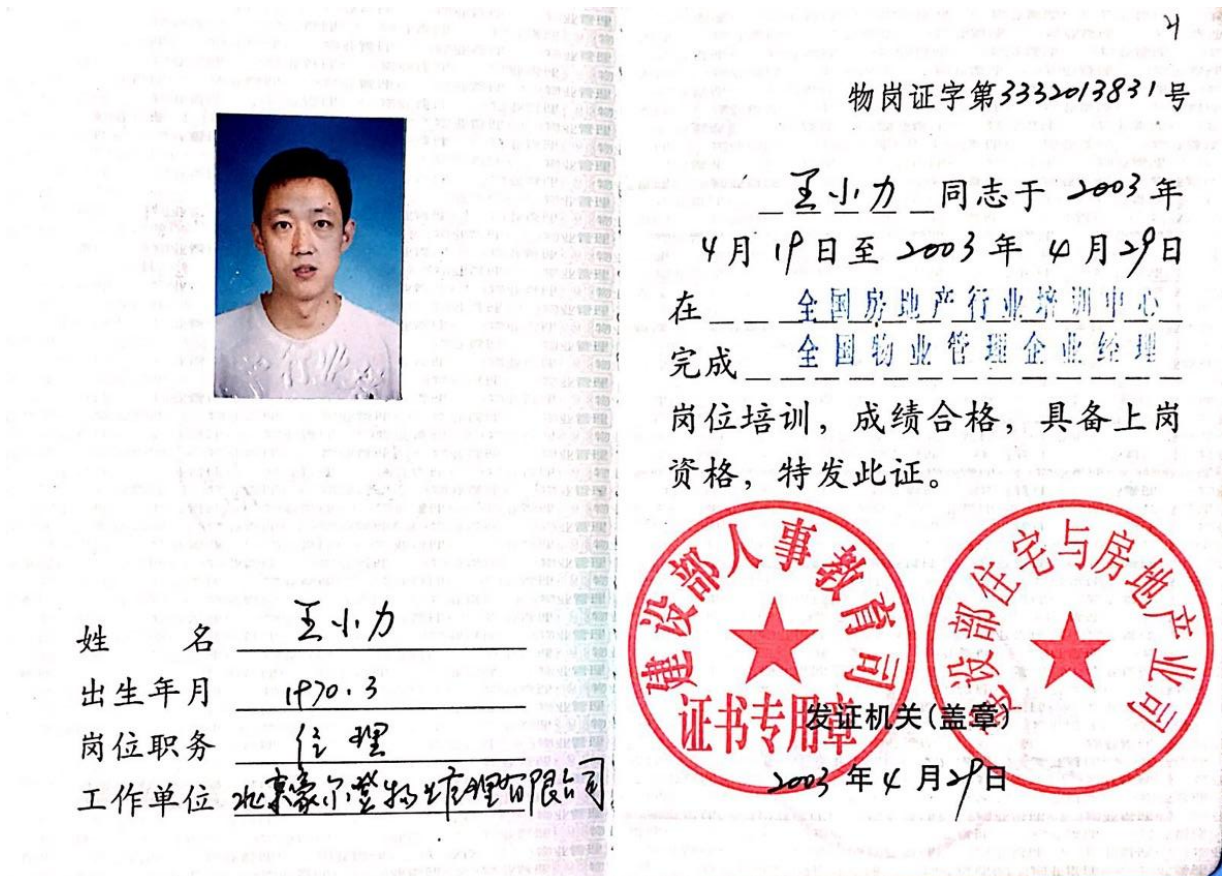 姓 名 王小力
出生年月 1970.3
岗位职务 经理
工作单位 北京豪尔登物业管理有限公司
4
物岗证字第3332013831号
王小力 同志于 2003 年
4月 19日至 2003 年 4 月 29日
在 全国房地产行业培训中心
完成 全国物业管理企业经理
岗位培训，成绩合格，具备上岗
资格，特发此证。
建设部人事教育司
证书专用章
建设部住宅与房地产业司
发证机关(盖章)
2003 年 4 月 29日